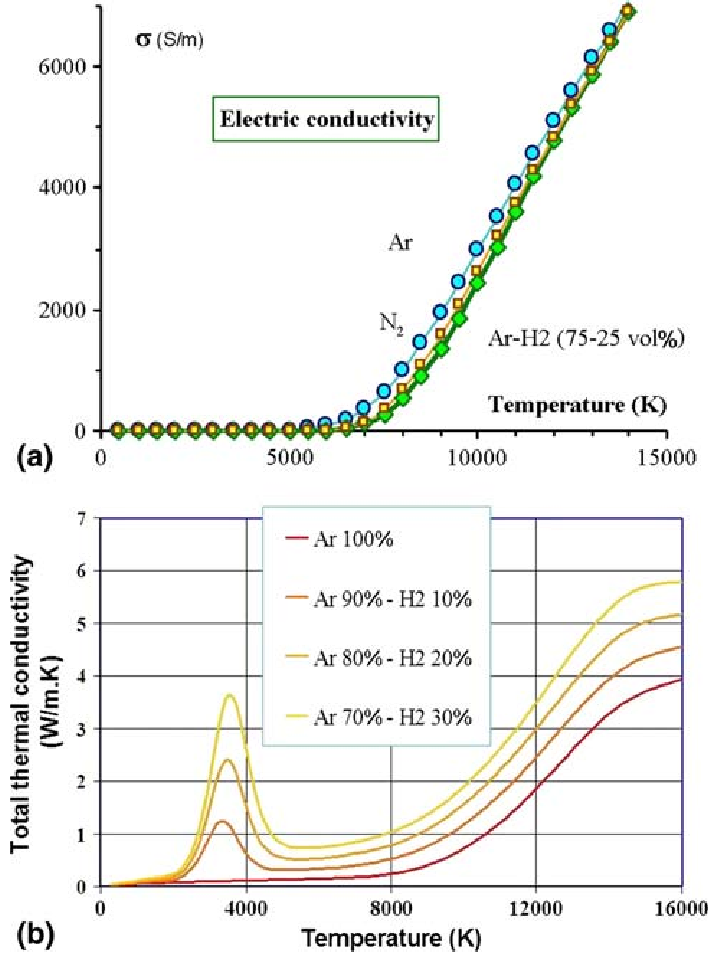 σ (S/m)
6000
Electric conductivity
4000
Ar
N2
2000
Ar-H2 (75-25 vol%)
Temperature (K)
0
0
5000
10000
15000
(a)
7
6
5
4
3
2
1
0
Total thermal conductivity
(W/m.K)
Ar 100%
Ar 90% - H2 10%
Ar 80% - H2 20%
Ar 70% - H2 30%
0
4000
8000
12000
16000
Temperature (K)
(b)